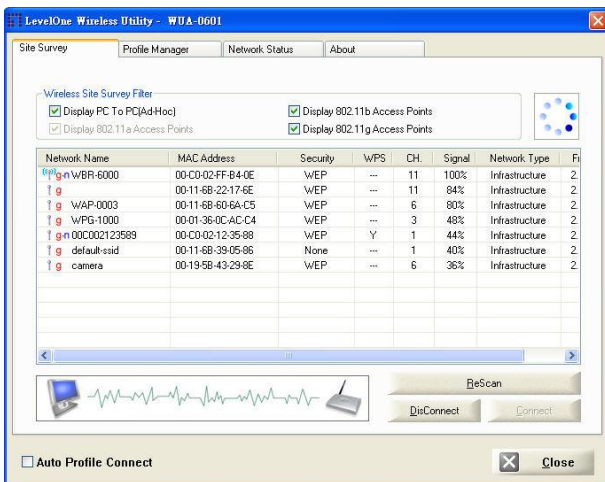 LevelOne Wireless Utility - WUA-0601
Site Survey Profile Manager Network Status About
Wireless Site Survey Filter
Display PC To PC(Ad-Hoc) Display 802.11b Access Points
Display 802.11a Access Points Display 802.11g Access Points
Network Name MAC Address Security WPS CH. Signal Network Type
g-n WBR-6000 00-C0-02-FF-B4-0E WEP --- 11 100% Infrastructure 2.
g 00-11-6B-22-17-6E WEP --- 11 84% Infrastructure 2.
g WAP-0003 00-11-6B-60-6A-C5 WEP --- 6 80% Infrastructure 2.
g WPG-1000 00-01-36-0C-AC-C4 WEP --- 3 48% Infrastructure 2.
g-n 00C002123589 00-C0-02-12-35-88 WEP Y 1 44% Infrastructure 2.
g default-ssid 00-11-6B-39-05-86 None --- 1 40% Infrastructure 2.
g camera 00-19-5B-43-29-8E WEP --- 6 36% Infrastructure 2.
ReScan
DisConnect Connect
Auto Profile Connect Close